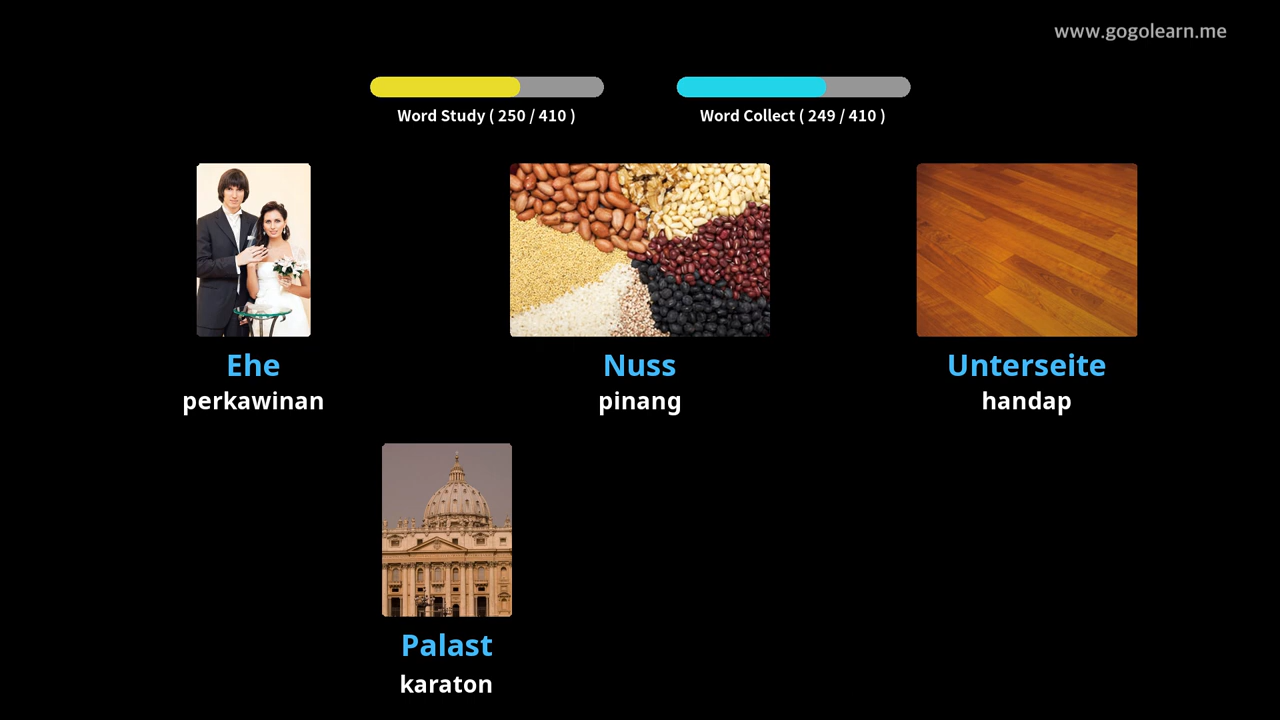 www.gogolearn.me
Word Study ( 250 / 410 )
Word Collect ( 249 / 410 )
Ehe
perkawinan
Nuss
pinang
Unterseite
handap
Palast
karaton